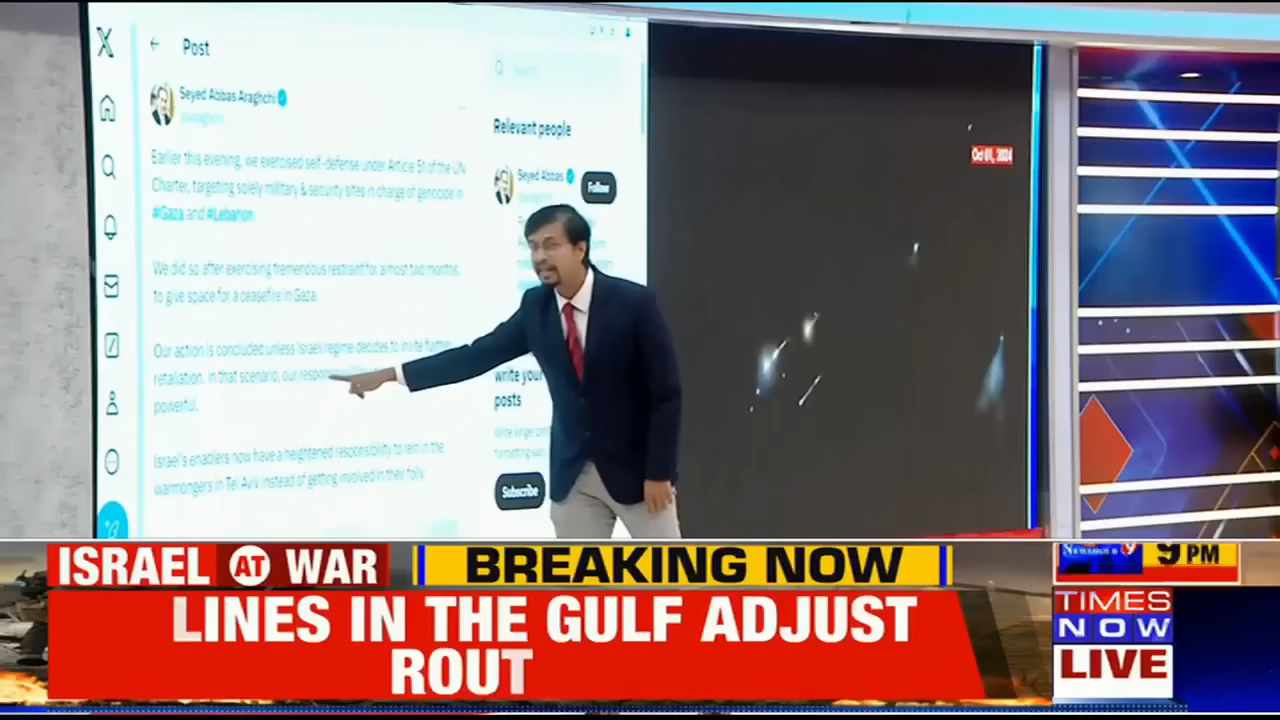 Post
Seyed Abbas Araghchi
Earlier this evening, we exercised self-defense under Article 51 of the UN
Charter, targeting solely military & security sites in charge of genocide in
#Gaza and #Lebanon.
We did so after exercising tremendous restraint for almost two months,
to give space for a ceasefire in Gaza.
Our action is concluded unless Israeli regime decides to invite further
retaliation. In that scenario, our
powerful.
Israel's enablers now have a heightened responsibility to rein in the
warmongers in Tel Aviv instead of getting involved in their folly.
Search
Relevant people
Seyed Abbas
Follow
write your
posts
Subscribe
Oct 01, 2024
ISRAEL AT WAR
BREAKING NOW
LINES IN THE GULF ADJUST
ROUT
NEWSHOUR 9
9 PM
TIMES
NOW
LIVE